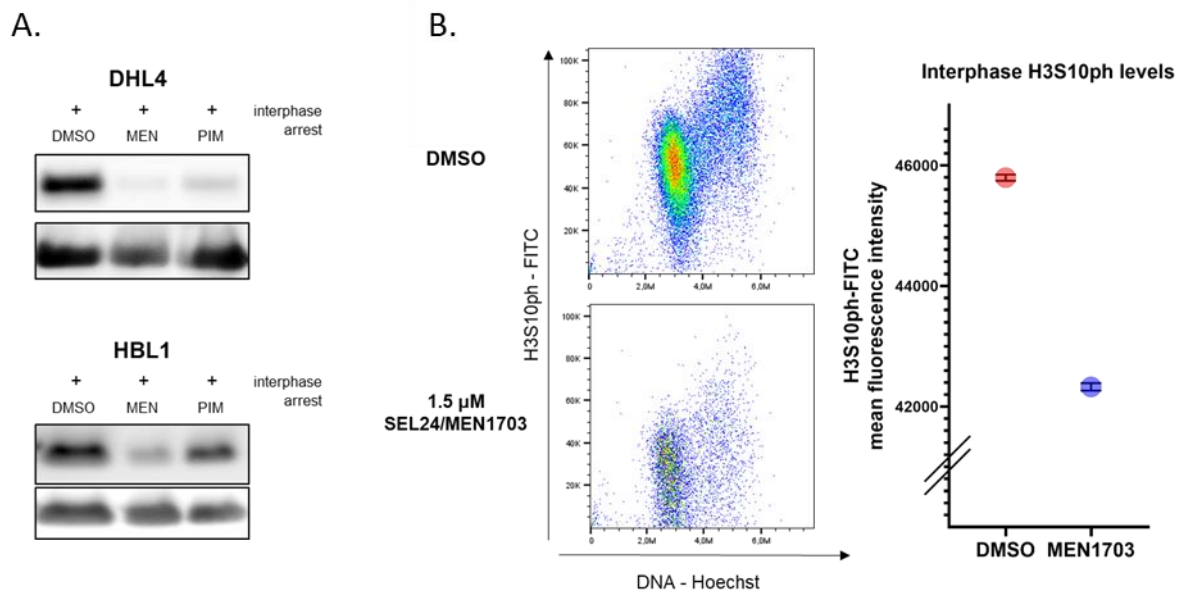 A.
DHL4
+ + + interphase
DMSO MEN PIM arrest
HBL1
+ + + interphase
DMSO MEN PIM arrest
B.
DMSO
1.5 µM
SEL24/MEN1703
H3S10ph - FITC
100K
80K
60K
40K
20K
0
0 2,0M 4,0M 6,0M
100K
80K
60K
40K
20K
0
0 2,0M 4,0M 6,0M
DNA - Hoechst
Interphase H3S10ph levels
H3S10ph-FITC
mean fluorescence intensity
46000
44000
42000
DMSO MEN1703